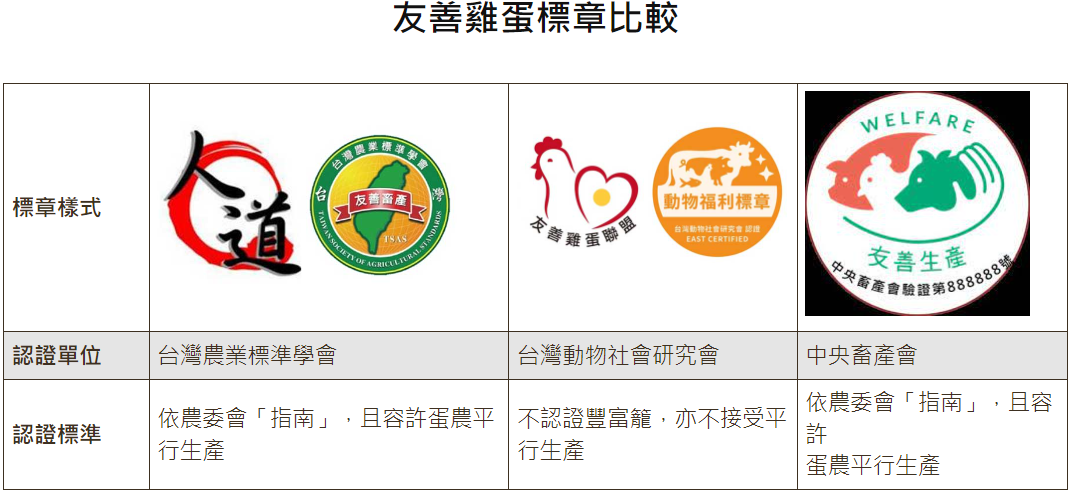 友善雞蛋標章比較
標章樣式
人道
台灣農業標準學會
台 灣
友善畜產
TSAS
TAIWAN SOCIETY OF AGRICULTURAL STANDARDS
友善雞蛋聯盟
動物福利標章
台灣動物社會研究會 認證
EAST CERTIFIED
WELFARE
友善生產
中央畜產會驗證第888888號
認證單位
台灣農業標準學會
台灣動物社會研究會
中央畜產會
認證標準
依農委會「指南」，且容許蛋農平
行生產
不認證豐富籠，亦不接受平
行生產
依農委會「指南」，且容
許
蛋農平行生產